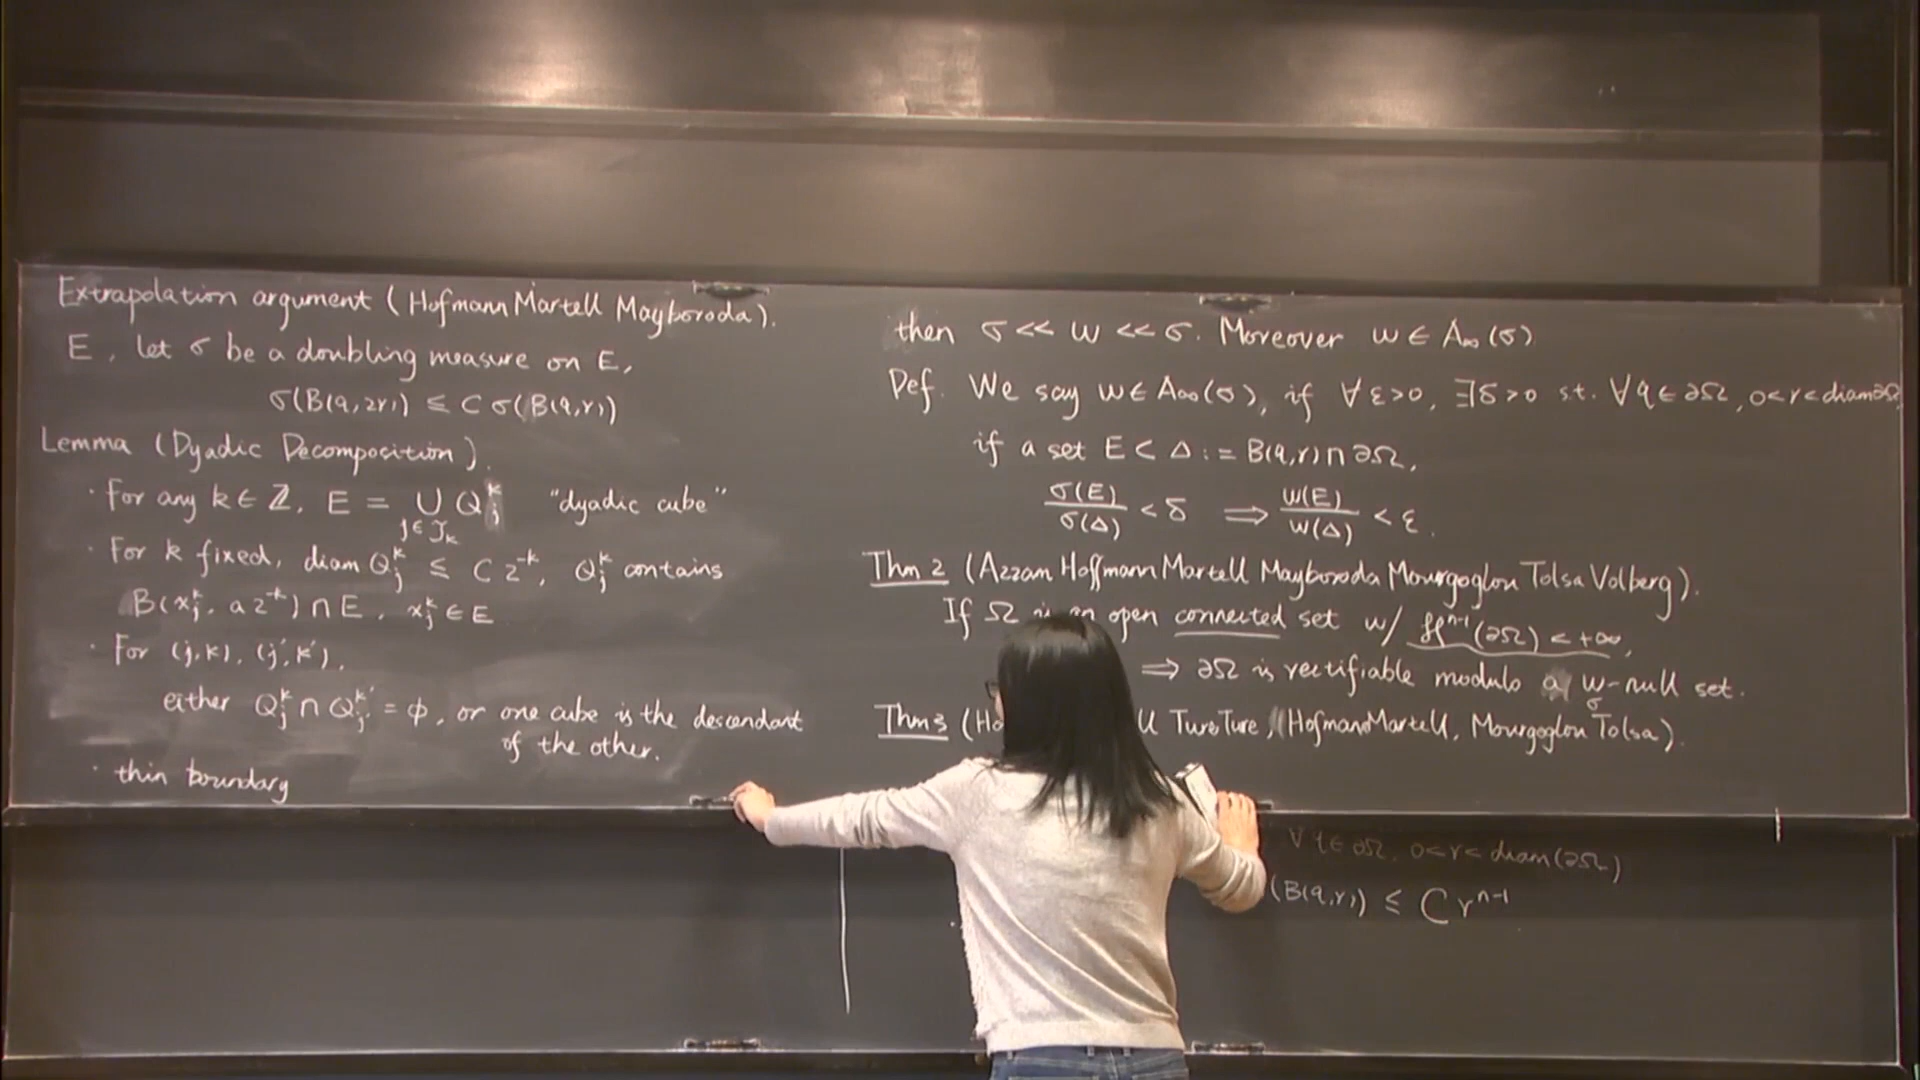 Extrapolation argument (Hofmann Martell Mayboroda).
E, let σ be a doubling measure on E,
σ(B(q,2r)) ≤ C σ(B(q,r))
Lemma (Dyadic Decomposition).
· For any k ∈ ℤ, E = ∪_{j∈J_k} Q_j^k "dyadic cube"
· For k fixed, diam Q_j^k ≤ C 2^{-k}, Q_j^k contains
B(x_j^k, a 2^{-k}) ∩ E, x_j^k ∈ E
· For (j,k), (j',k'),
either Q_j^k ∩ Q_{j'}^{k'} = ϕ, or one cube is the descendant
of the other.
· thin boundary
then σ << w << σ. Moreover w ∈ A∞(σ)
Def. We say w ∈ A∞(σ), if ∀ε>0, ∃δ>0 st. ∀q∈∂Ω, 0<r<diam∂Ω
if a set E ⊂ Δ := B(q,r)∩∂Ω,
σ(E)/σ(Δ) < δ ⟹ w(E)/w(Δ) < ε.
Thm 2 (Azzam Hoffmann Martell Mayboroda Mourgoglou Tolsa Volberg).
If Ω is an open connected set w/ ℋ^{n-1}(∂Ω) < +∞,
⟹ ∂Ω is rectifiable modulo a w-null set.
σ
Thm 3 (Ho TuroTure, (Hofmann Martell, Mourgoglou Tolsa).
∀q∈∂Ω, 0<r<diam(∂Ω)
(B(q,r)) ≤ C r^{n-1}